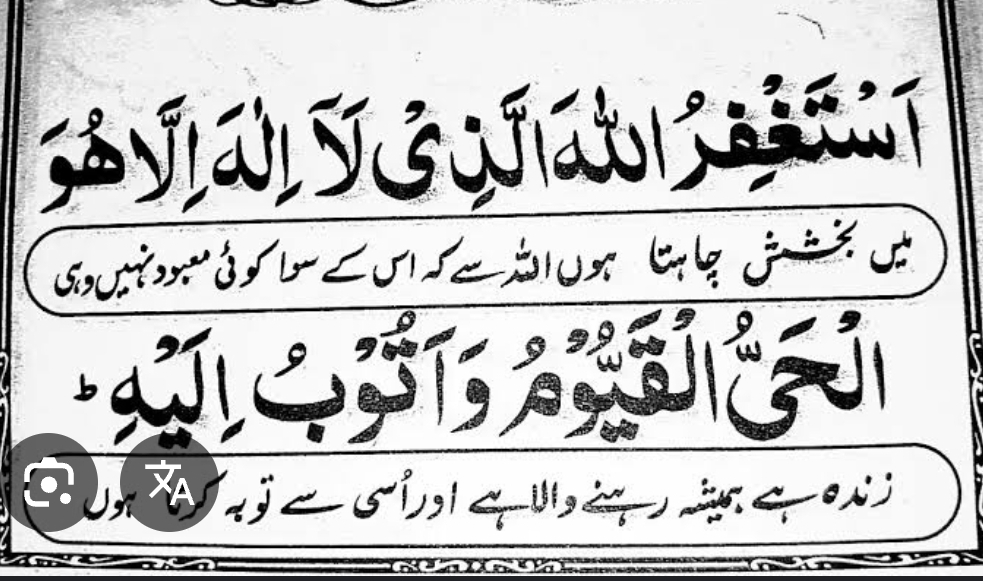 اَسْتَغْفِرُ اللّٰهَ الَّذِىْ لَآ اِلٰهَ اِلَّا هُوَ
میں بخشش چاہتا ہوں اللہ سے کہ اس کے سوا کوئی معبود نہیں وہی
الْحَىُّ الْقَيُّوْمُ وَاَتُوْبُ اِلَيْهِ ؕ
زندہ ہے ہمیشہ رہنے والا ہے اور اُسی سے توبہ کرتا ہوں